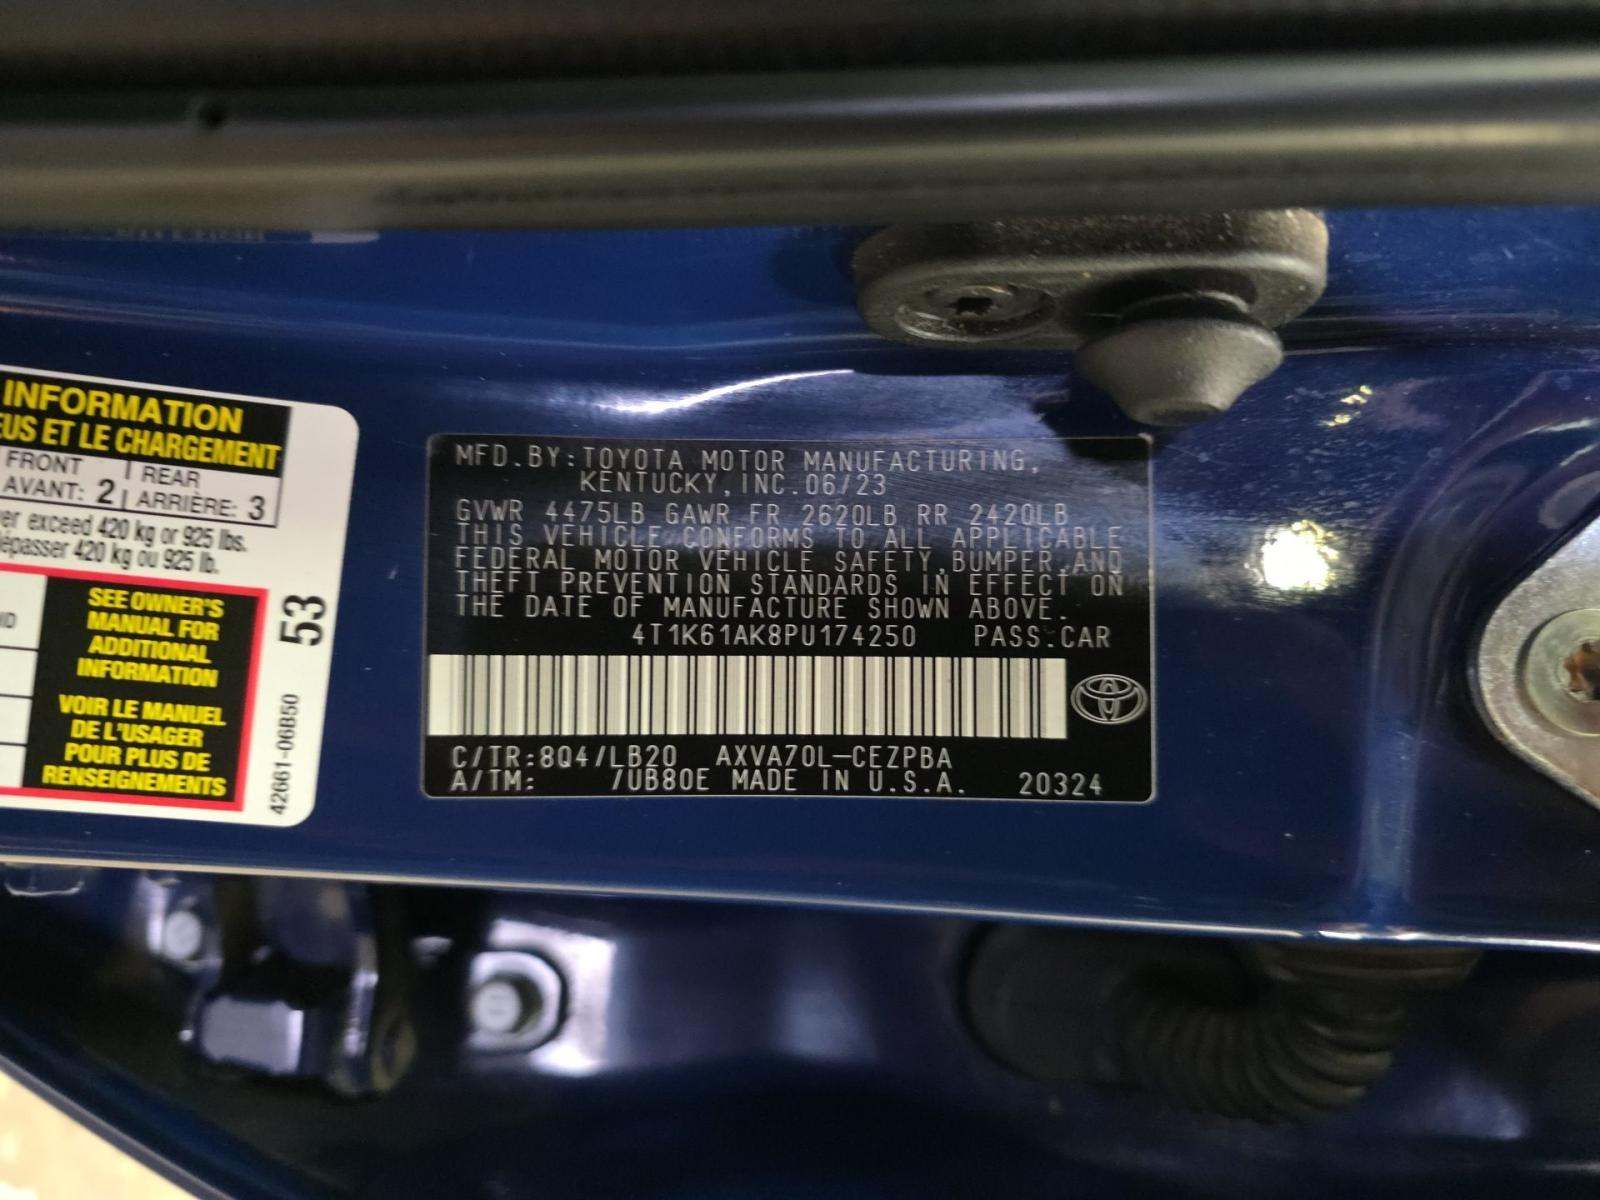 INFORMATION
EUS ET LE CHARGEMENT
FRONT
AVANT: 2
REAR
ARRIÈRE: 3
er exceed 420 kg or 925 lbs.
dépasser 420 kg ou 925 lb.
SEE OWNER'S
MANUAL FOR
ADDITIONAL
INFORMATION
VOIR LE MANUEL
DE L'USAGER
POUR PLUS DE
RENSEIGNEMENTS
53
42661-06B50
MFD.BY:TOYOTA MOTOR MANUFACTURING,
KENTUCKY,INC.06/23
GVWR 4475LB GAWR FR 2620LB RR 2420LB
THIS VEHICLE CONFORMS TO ALL APPLICABLE
FEDERAL MOTOR VEHICLE SAFETY,BUMPER,AND
THEFT PREVENTION STANDARDS IN EFFECT ON
THE DATE OF MANUFACTURE SHOWN ABOVE.
4T1K61AK8PU174250 PASS.CAR
C/TR:8Q4/LB20 AXVA70L-CEZPBA
A/TM: /UB80E MADE IN U.S.A. 20324